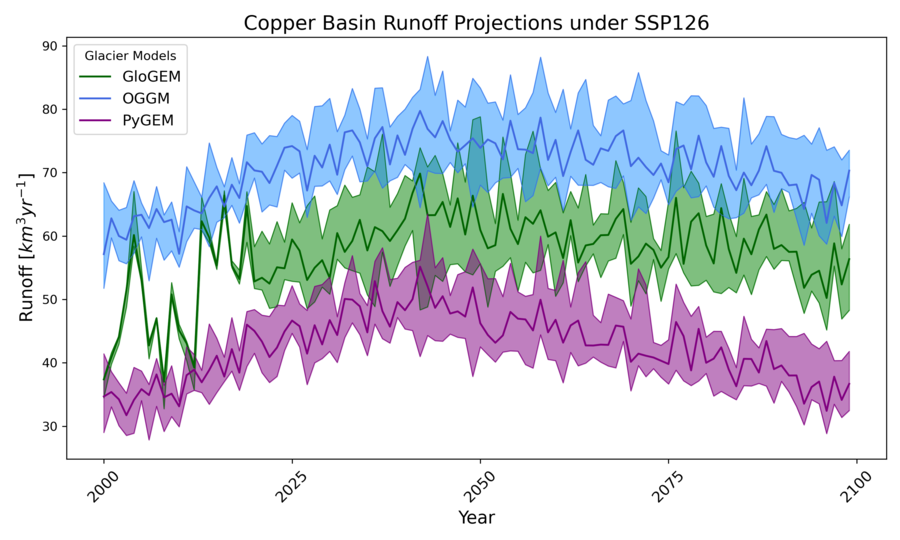 Copper Basin Runoff Projections under SSP126
Glacier Models
GloGEM
OGGM
PyGEM
90
80
70
60
50
40
30
Runoff [km³yr⁻¹]
2000
2025
2050
2075
2100
Year